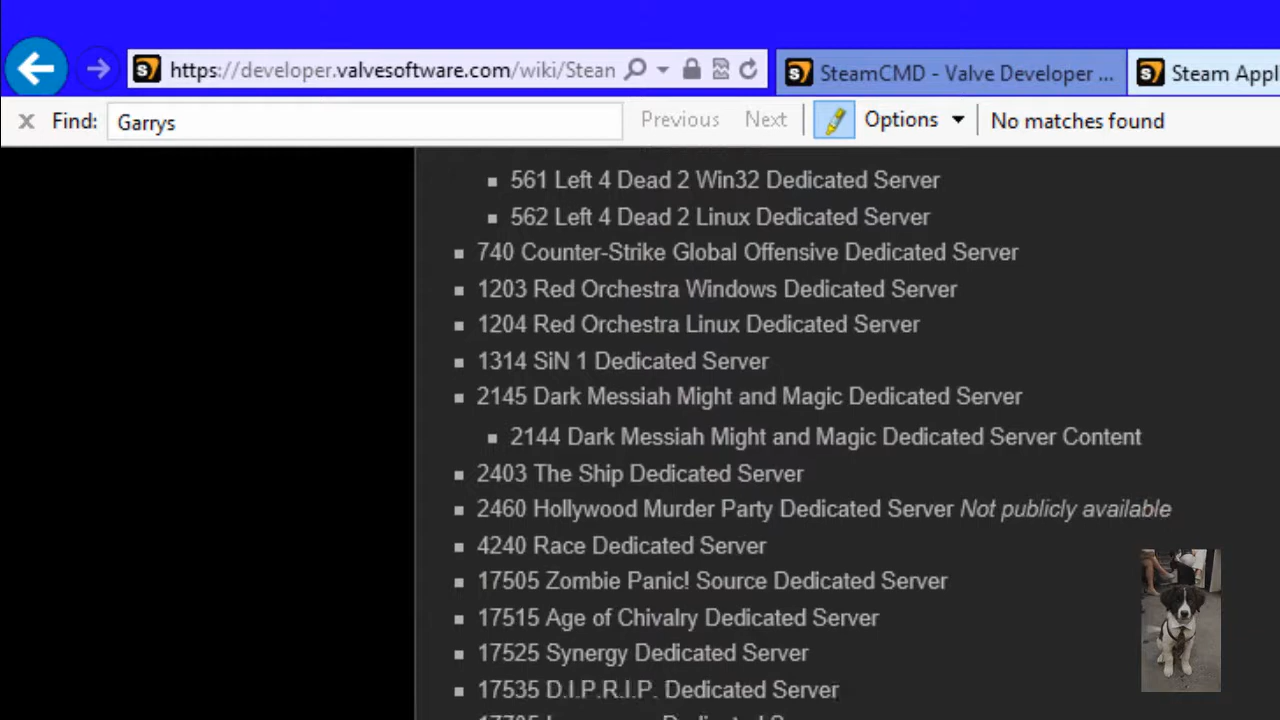 https://developer.valvesoftware.com/wiki/Stean
SteamCMD - Valve Developer ...
Steam Appl
Find: Garrys
Previous
Next
Options
No matches found
561 Left 4 Dead 2 Win32 Dedicated Server
562 Left 4 Dead 2 Linux Dedicated Server
740 Counter-Strike Global Offensive Dedicated Server
1203 Red Orchestra Windows Dedicated Server
1204 Red Orchestra Linux Dedicated Server
1314 SiN 1 Dedicated Server
2145 Dark Messiah Might and Magic Dedicated Server
2144 Dark Messiah Might and Magic Dedicated Server Content
2403 The Ship Dedicated Server
2460 Hollywood Murder Party Dedicated Server Not publicly available
4240 Race Dedicated Server
17505 Zombie Panic! Source Dedicated Server
17515 Age of Chivalry Dedicated Server
17525 Synergy Dedicated Server
17535 D.I.P.R.I.P. Dedicated Server